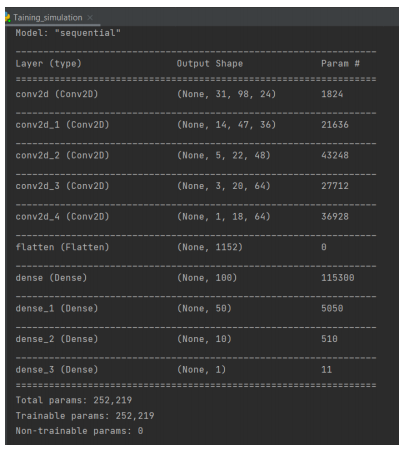 Taining_simulation ×
Model: "sequential"
_________________________________________________________________
Layer (type) Output Shape Param #
=================================================================
conv2d (Conv2D) (None, 31, 98, 24) 1824
_________________________________________________________________
conv2d_1 (Conv2D) (None, 14, 47, 36) 21636
_________________________________________________________________
conv2d_2 (Conv2D) (None, 5, 22, 48) 43248
_________________________________________________________________
conv2d_3 (Conv2D) (None, 3, 20, 64) 27712
_________________________________________________________________
conv2d_4 (Conv2D) (None, 1, 18, 64) 36928
_________________________________________________________________
flatten (Flatten) (None, 1152) 0
_________________________________________________________________
dense (Dense) (None, 100) 115300
_________________________________________________________________
dense_1 (Dense) (None, 50) 5050
_________________________________________________________________
dense_2 (Dense) (None, 10) 510
_________________________________________________________________
dense_3 (Dense) (None, 1) 11
=================================================================
Total params: 252,219
Trainable params: 252,219
Non-trainable params: 0